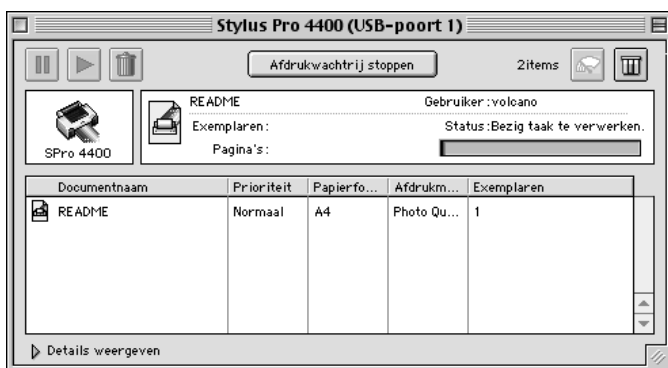 Stylus Pro 4400 (USB-poort 1)
Afdrukwachtrij stoppen
2items
SPro 4400
README
Gebruiker:volcano
Exemplaren:
Status:Bezig taak te verwerken.
Pagina's:
Documentnaam Prioriteit Papierfo... Afdrukm... Exemplaren
README Normaal A4 Photo Qu... 1
Details weergeven